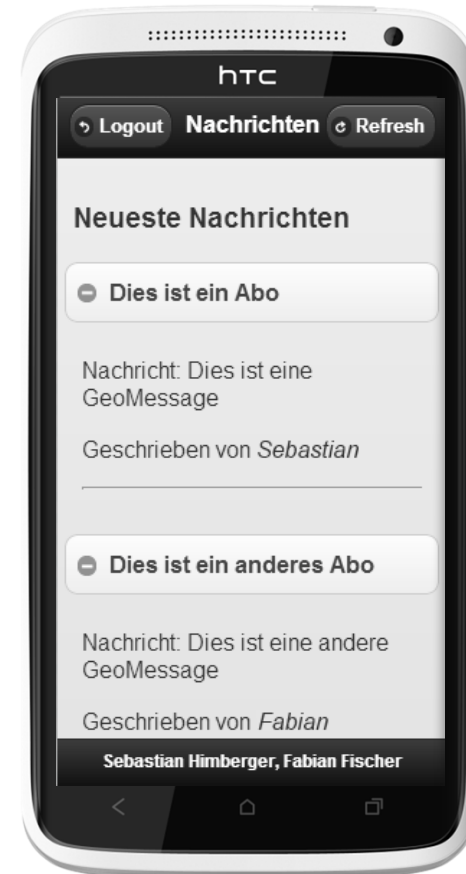 hTC
Logout Nachrichten Refresh
Neueste Nachrichten
Dies ist ein Abo
Nachricht: Dies ist eine
GeoMessage
Geschrieben von Sebastian
Dies ist ein anderes Abo
Nachricht: Dies ist eine andere
GeoMessage
Geschrieben von Fabian
Sebastian Himberger, Fabian Fischer